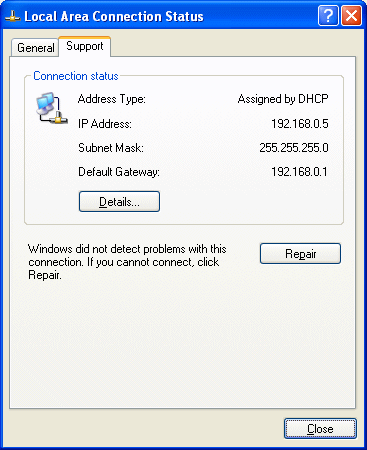 Local Area Connection Status
General Support
Connection status
Address Type: Assigned by DHCP
IP Address: 192.168.0.5
Subnet Mask: 255.255.255.0
Default Gateway: 192.168.0.1
Details...
Windows did not detect problems with this
connection. If you cannot connect, click
Repair.
Repair
Close